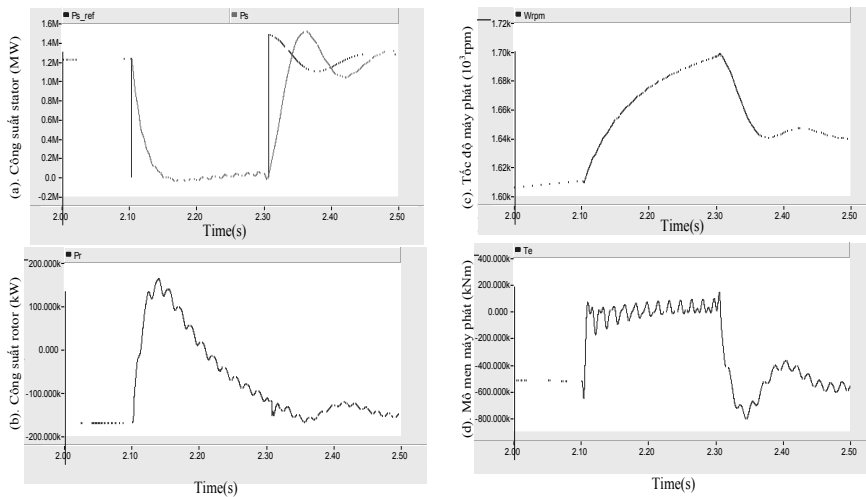 Ps_ref Ps
(a). Công suất stator (MW)
1.6M
1.4M
1.2M
1.0M
0.8M
0.6M
0.4M
0.2M
0.0
-0.2M
2.00 2.10 2.20 2.30 2.40 2.50
Time(s)
Wrpm
(c). Tốc độ máy phát (10³rpm)
1.72k
1.70k
1.68k
1.64k
1.62k
1.60k
2.00 2.10 2.20 2.30 2.40 2.50
Time(s)
Pr
(b). Công suất rotor (kW)
200.000k
100.000k
0.000
-100.000k
-200.000k
2.00 2.10 2.20 2.30 2.40 2.50
Time(s)
Te
(d). Mô men máy phát (kNm)
400.000k
200.000k
0.000
-200.000k
-400.000k
-600.000k
-800.000k
2.00 2.10 2.20 2.30 2.40 2.50
Time(s)